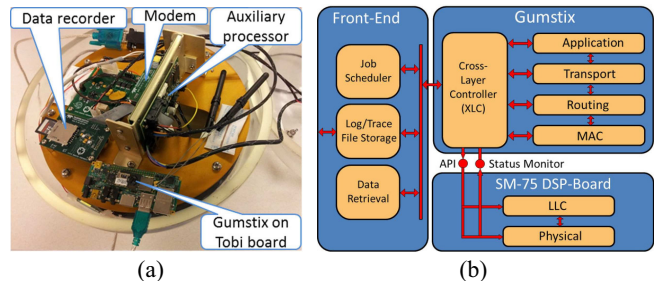 Data recorder
Modem
Auxiliary
processor
Gumstix on
Tobi board
(a)
Front-End
Job
Scheduler
Log/Trace
File Storage
Data
Retrieval
Gumstix
Cross-
Layer
Controller
(XLC)
Application
Transport
Routing
MAC
API
Status Monitor
SM-75 DSP-Board
LLC
Physical
(b)